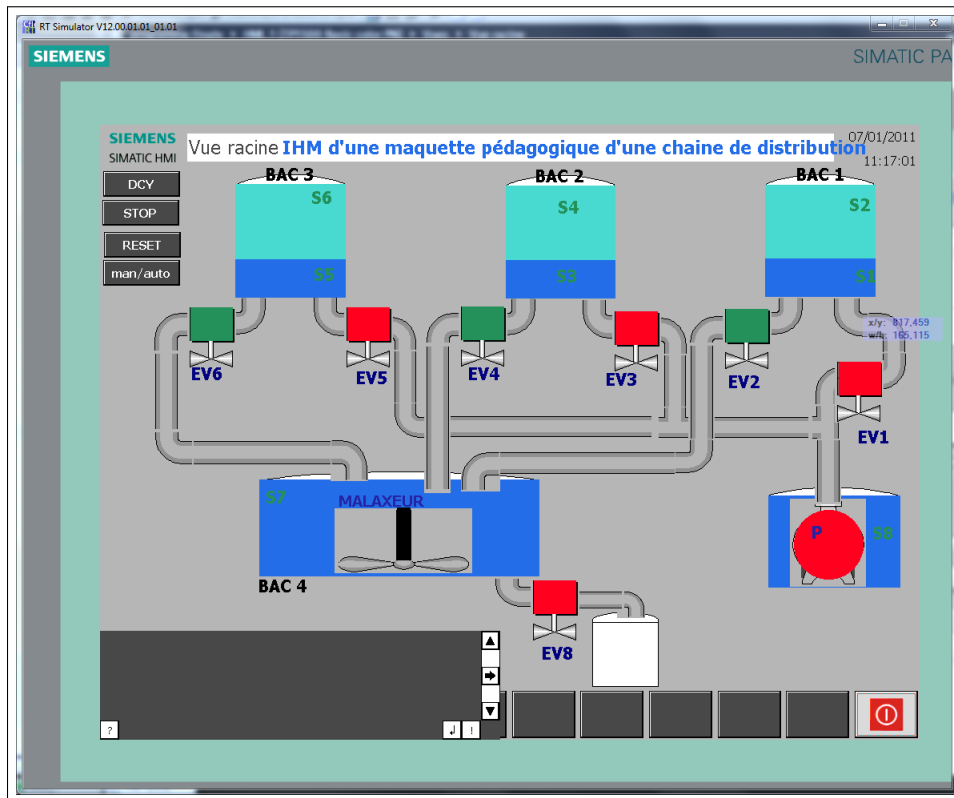 RT Simulator V12.00.01.01_01.01
SIEMENS
SIMATIC PA
SIEMENS
SIMATIC HMI
Vue racine IHM d'une maquette pédagogique d'une chaine de distribution
07/01/2011
11:17:01
DCY
STOP
RESET
man/auto
BAC 3
BAC 2
BAC 1
S6
S4
S2
S5
S3
S1
x/y: 817,459
w/h: 165,115
EV6
EV5
EV4
EV3
EV2
EV1
S7
MALAXEUR
P
S8
BAC 4
EV8
?
!